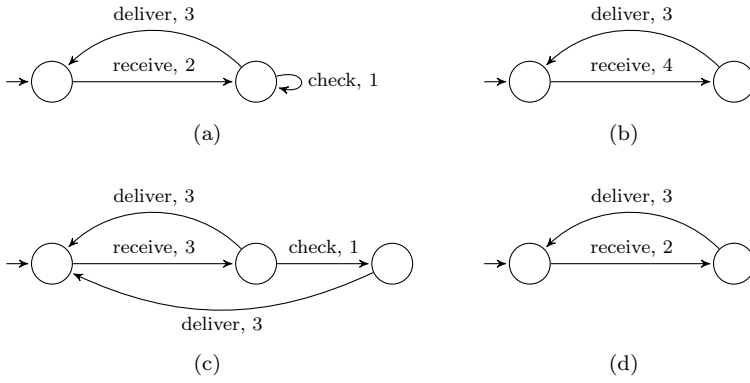 deliver, 3
receive, 2
check, 1
(a)
deliver, 3
receive, 4
(b)
deliver, 3
receive, 3
check, 1
deliver, 3
(c)
deliver, 3
receive, 2
(d)